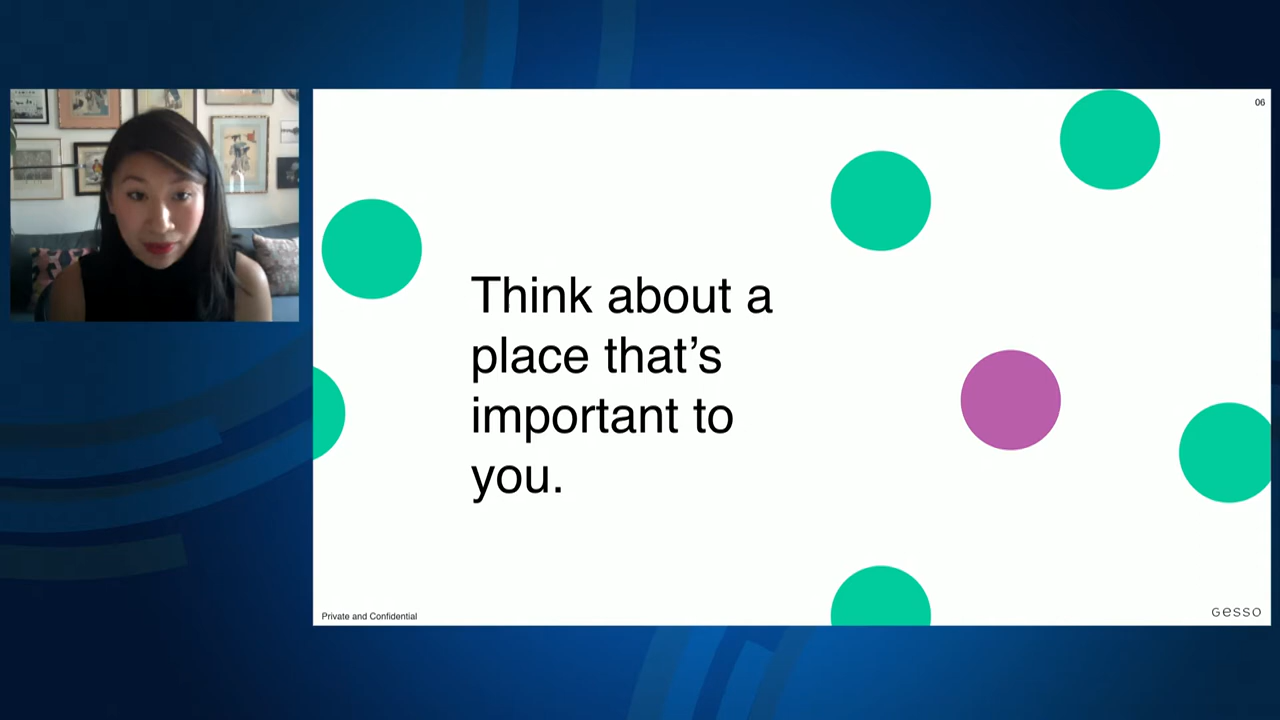 06
Think about a
place that’s
important to
you.
Private and Confidential
Gesso